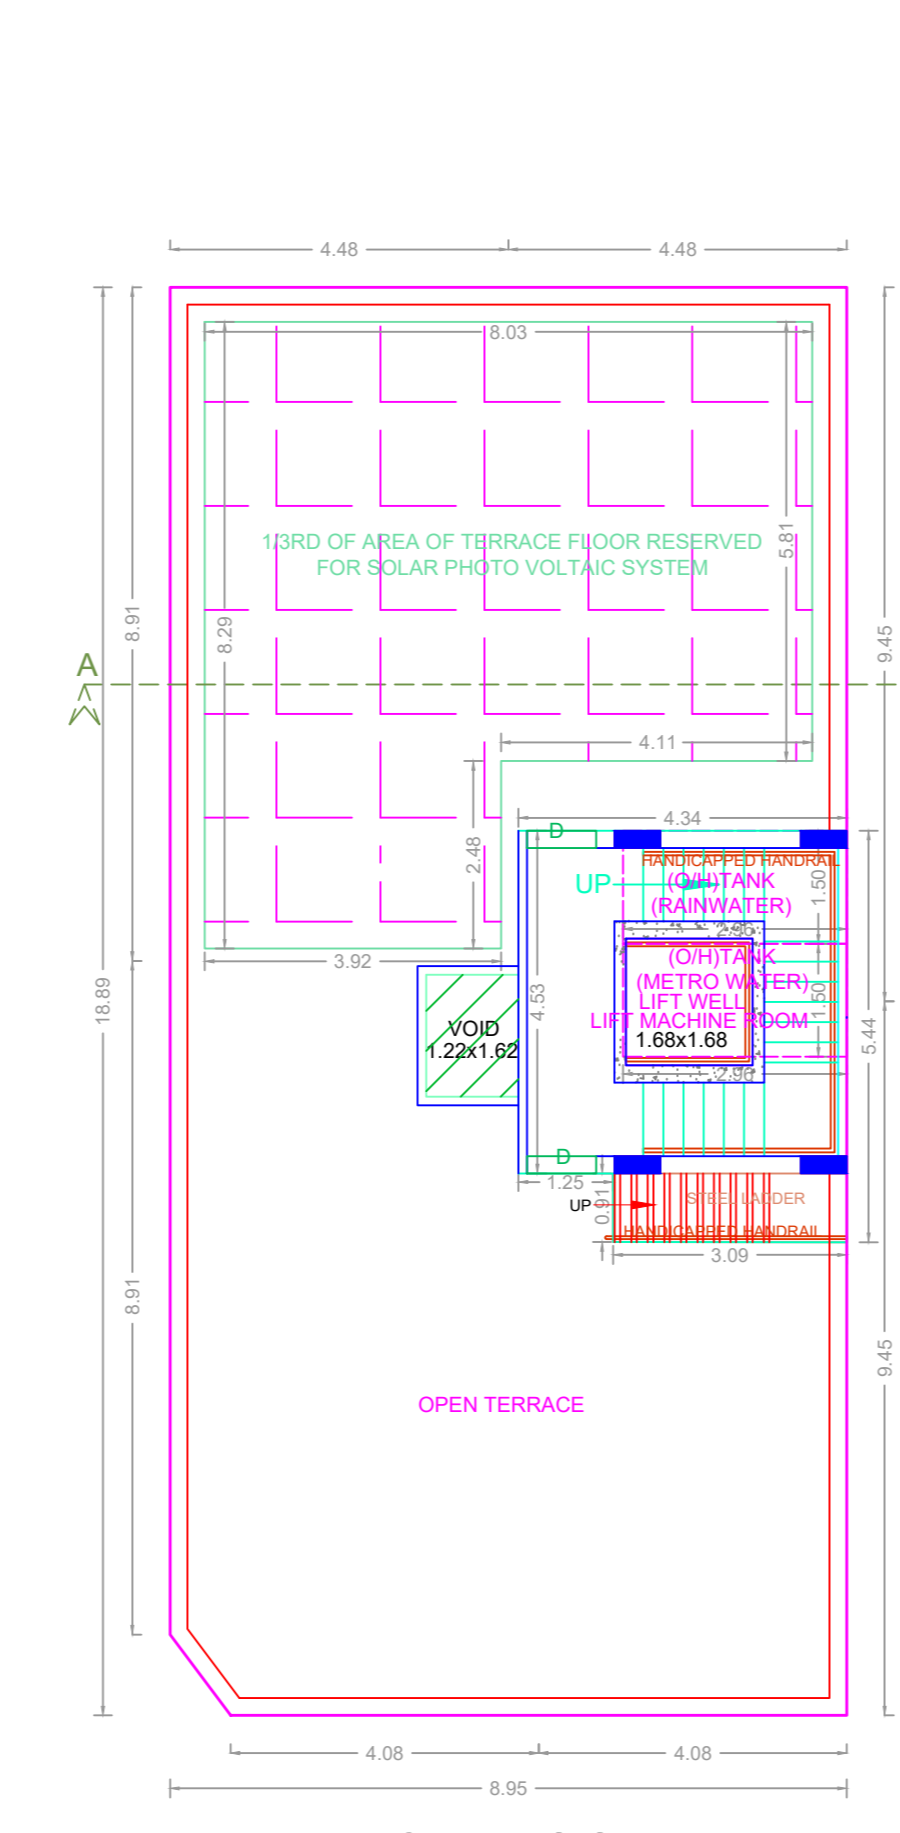 4.48
4.48
8.03
1/3RD OF AREA OF TERRACE FLOOR RESERVED
FOR SOLAR PHOTO VOLTAIC SYSTEM
5.81
8.91
8.29
9.45
A
4.11
4.34
2.48
D
HANDICAPPED HANDRAIL
UP
(O/H)TANK
(RAINWATER)
1.50
2.96
3.92
(O/H)TANK
(METRO WATER)
LIFT WELL
LIFT MACHINE ROOM
1.68x1.68
1.50
18.89
4.53
VOID
1.22x1.62
5.44
2.96
D
1.25
0.91
UP
STEEL LADDER
HANDICAPPED HANDRAIL
3.09
8.91
9.45
OPEN TERRACE
4.08
4.08
8.95